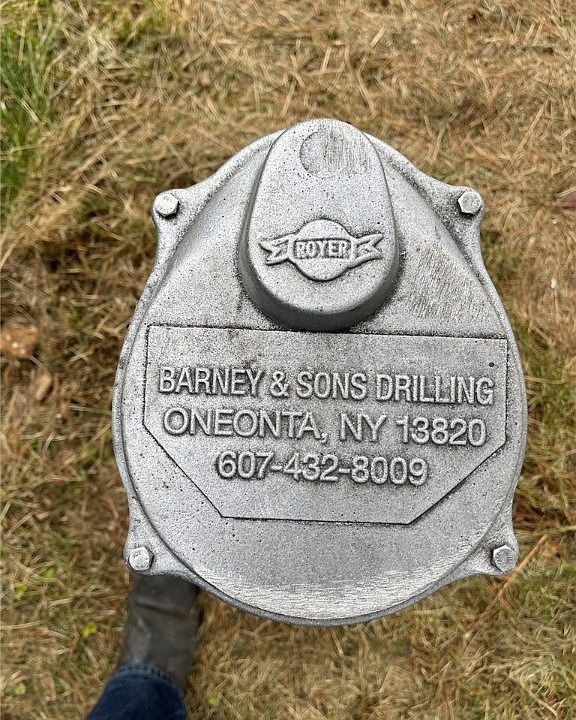 ROYER
BARNEY & SONS DRILLING
ONEONTA, NY 13820
607-432-8009